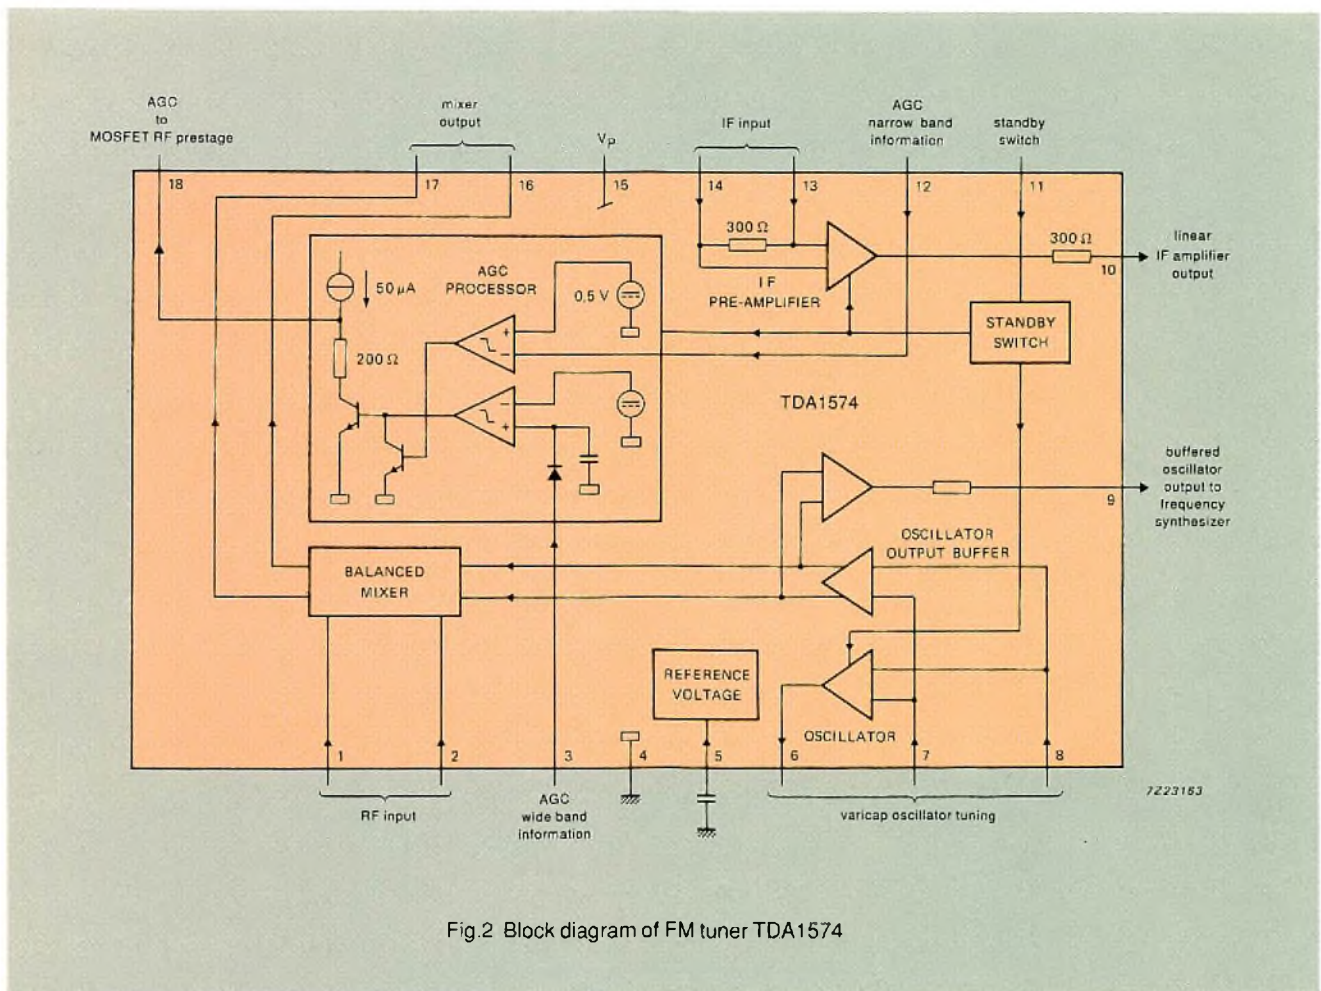 AGC
to
MOSFET RF prestage
mixer
output
VP
IF input
AGC
narrow band
information
standby
switch
18
17
16
15
14
13
12
11
300 Ω
300 Ω
linear
IF amplifier
output
10
AGC
PROCESSOR
50 µA
0,5 V
IF
PRE-AMPLIFIER
STANDBY
SWITCH
+
−
200 Ω
−
+
TDA1574
buffered
oscillator
output to
frequency
synthesizer
9
OSCILLATOR
OUTPUT BUFFER
BALANCED
MIXER
REFERENCE
VOLTAGE
OSCILLATOR
1
2
3
4
5
6
7
8
RF input
AGC
wide band
information
varicap oscillator tuning
7Z23163
Fig.2 Block diagram of FM tuner TDA1574